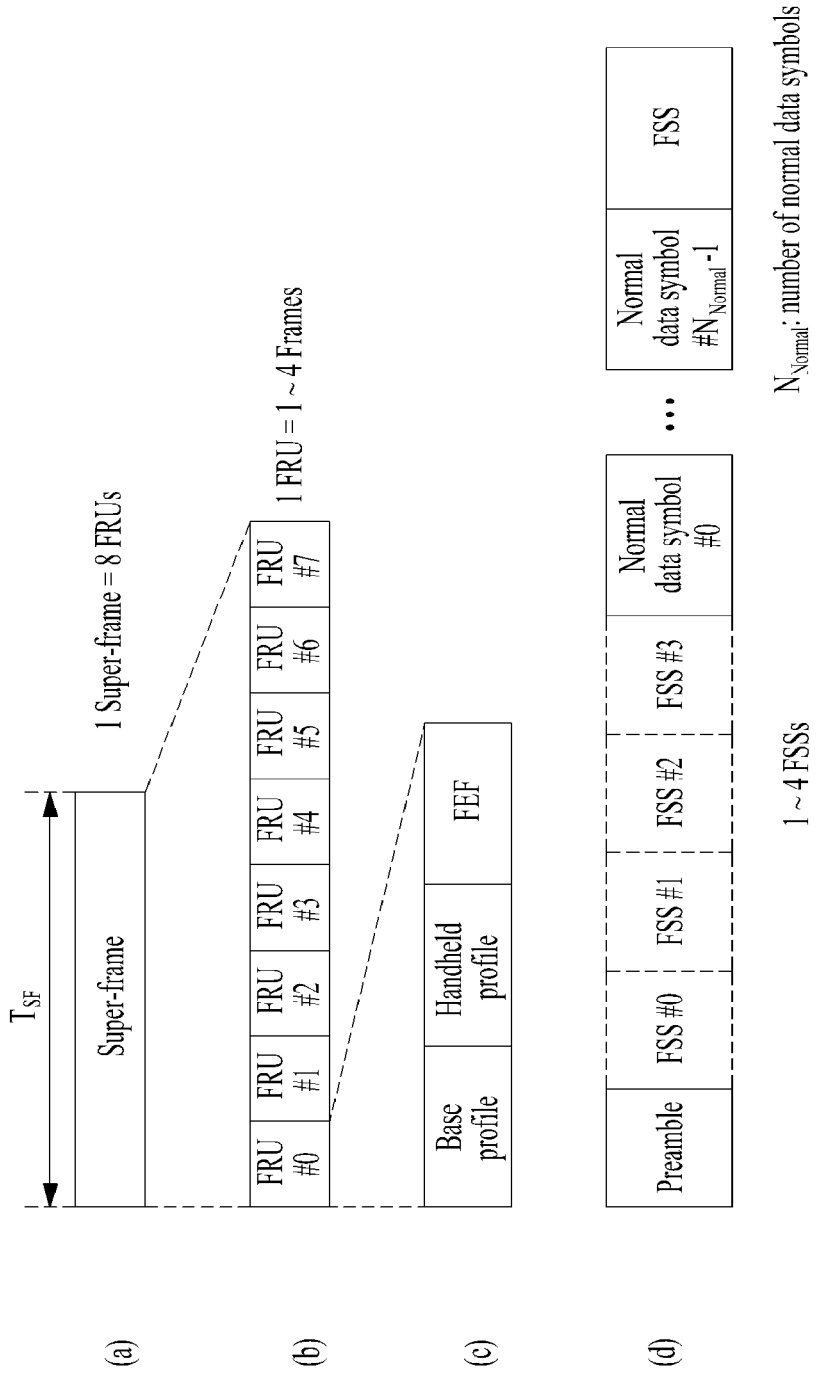 T_SF
(a)
Super-frame
1 Super-frame = 8 FRUs
(b)
FRU
#0
FRU
#1
FRU
#2
FRU
#3
FRU
#4
FRU
#5
FRU
#6
FRU
#7
1 FRU = 1 ~ 4 Frames
(c)
Base
profile
Handheld
profile
FEF
(d)
Preamble
FSS #0
FSS #1
FSS #2
FSS #3
Normal
data symbol
#0
...
Normal
data symbol
#N_Normal-1
FSS
1 ~ 4 FSSs
N_Normal: number of normal data symbols